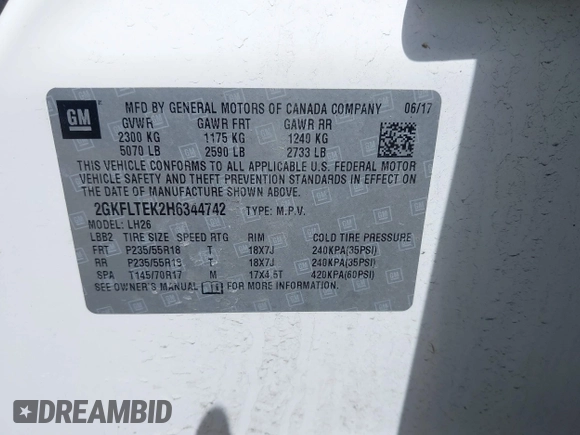 GM
MFD BY GENERAL MOTORS OF CANADA COMPANY 06/17
GVWR GAWR FRT GAWR RR
2300 KG 1175 KG 1240 KG
5070 LB 2590 LB 2733 LB
THIS VEHICLE CONFORMS TO ALL APPLICABLE U.S. FEDERAL MOTOR
VEHICLE SAFETY AND THEFT PREVENTION STANDARDS IN EFFECT ON
THE DATE OF MANUFACTURE SHOWN ABOVE.
2GKFLTEK2H6344742 TYPE: M.P.V.
MODEL: LH26
LBB2 TIRE SIZE SPEED RTG RIM COLD TIRE PRESSURE
FRT P235/55R18 T 18X7J 240KPA(35PSI)
RR P235/55R18 T 18X7J 240KPA(35PSI)
SPA T145/70R17 M 17X4.5T 420KPA(60PSI)
SEE OWNER'S MANUAL FOR MORE INFORMATION.
DREAMBID